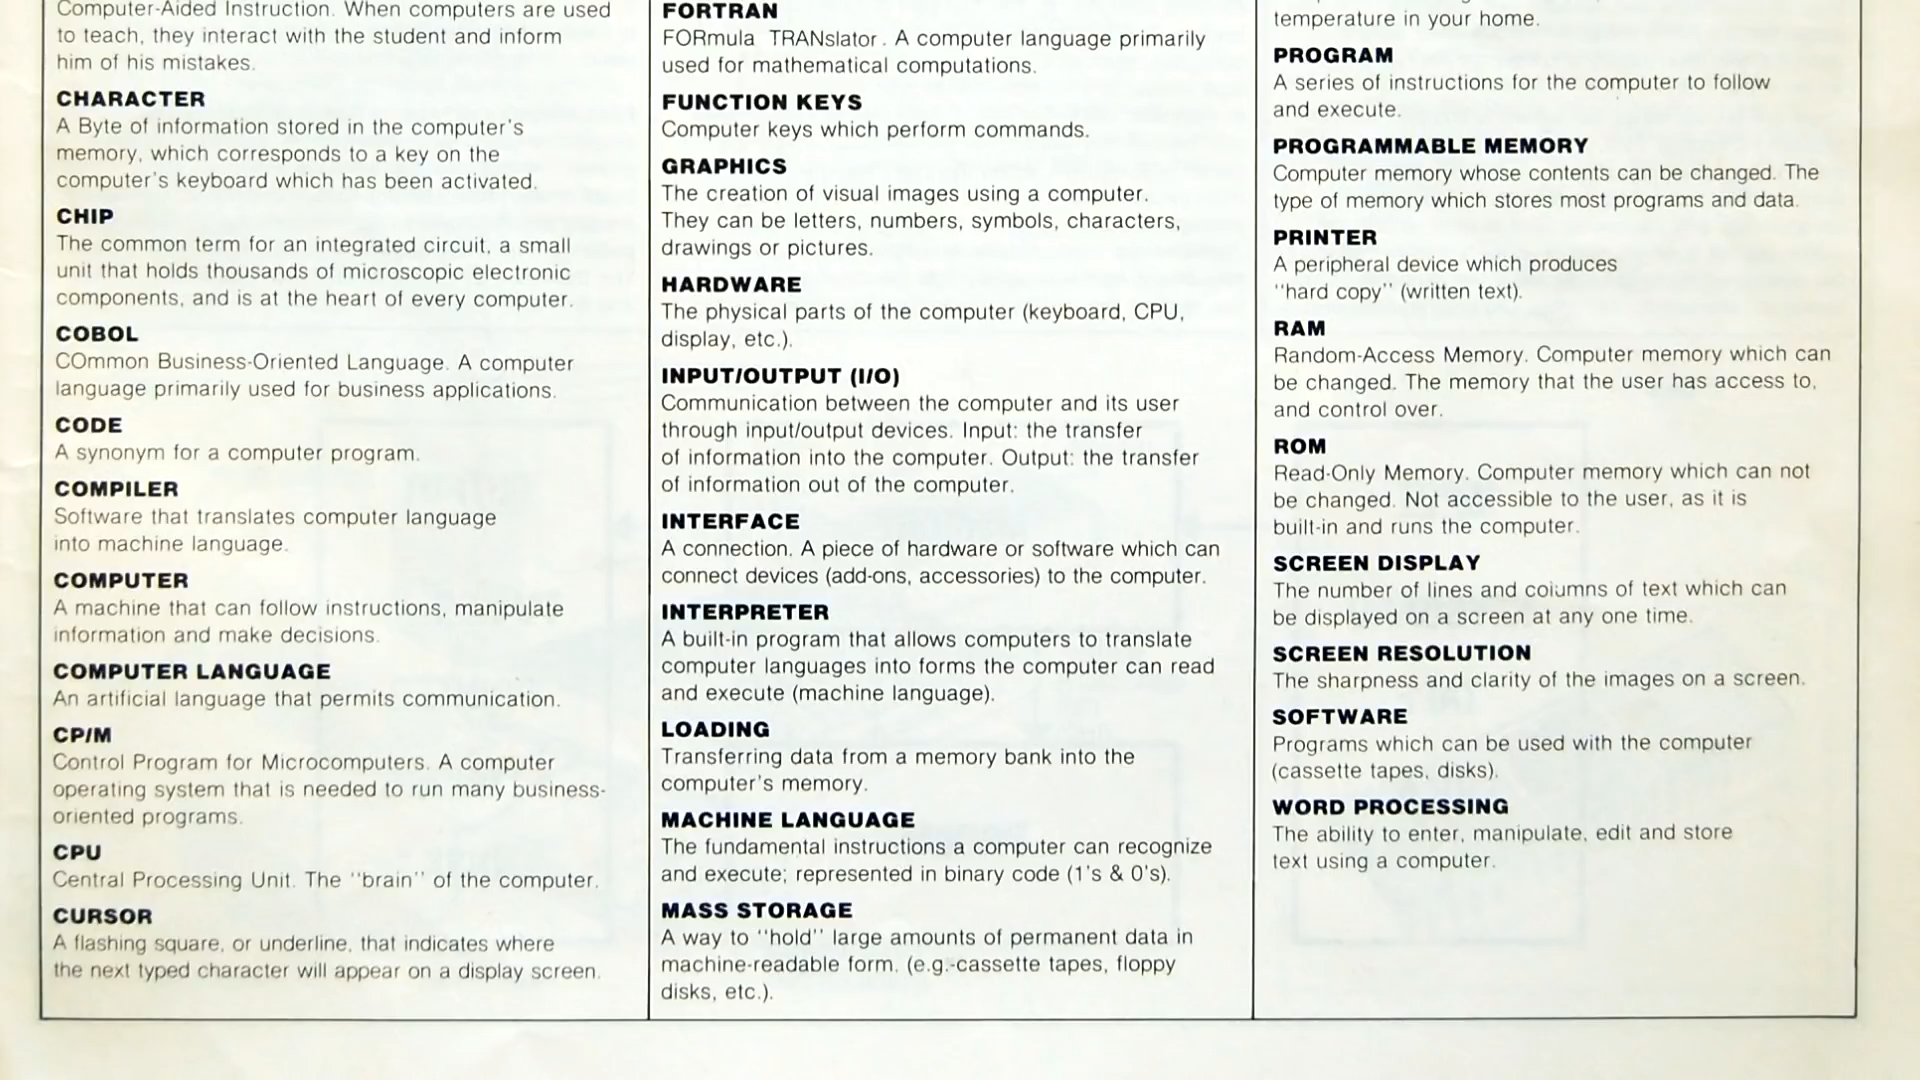 Computer-Aided Instruction. When computers are used
to teach, they interact with the student and inform
him of his mistakes.
CHARACTER
A Byte of information stored in the computer's
memory, which corresponds to a key on the
computer's keyboard which has been activated.
CHIP
The common term for an integrated circuit, a small
unit that holds thousands of microscopic electronic
components, and is at the heart of every computer.
COBOL
COmmon Business-Oriented Language. A computer
language primarily used for business applications.
CODE
A synonym for a computer program.
COMPILER
Software that translates computer language
into machine language.
COMPUTER
A machine that can follow instructions, manipulate
information and make decisions.
COMPUTER LANGUAGE
An artificial language that permits communication.
CP/M
Control Program for Microcomputers. A computer
operating system that is needed to run many business-
oriented programs.
CPU
Central Processing Unit. The "brain" of the computer.
CURSOR
A flashing square, or underline, that indicates where
the next typed character will appear on a display screen.
FORTRAN
FORmula TRANslator. A computer language primarily
used for mathematical computations.
FUNCTION KEYS
Computer keys which perform commands.
GRAPHICS
The creation of visual images using a computer.
They can be letters, numbers, symbols, characters,
drawings or pictures.
HARDWARE
The physical parts of the computer (keyboard, CPU,
display, etc.).
INPUT/OUTPUT (I/O)
Communication between the computer and its user
through input/output devices. Input: the transfer
of information into the computer. Output: the transfer
of information out of the computer.
INTERFACE
A connection. A piece of hardware or software which can
connect devices (add-ons, accessories) to the computer.
INTERPRETER
A built-in program that allows computers to translate
computer languages into forms the computer can read
and execute (machine language).
LOADING
Transferring data from a memory bank into the
computer's memory.
MACHINE LANGUAGE
The fundamental instructions a computer can recognize
and execute; represented in binary code (1's & 0's).
MASS STORAGE
A way to "hold" large amounts of permanent data in
machine-readable form. (e.g.-cassette tapes, floppy
disks, etc.).
temperature in your home.
PROGRAM
A series of instructions for the computer to follow
and execute.
PROGRAMMABLE MEMORY
Computer memory whose contents can be changed. The
type of memory which stores most programs and data.
PRINTER
A peripheral device which produces
"hard copy" (written text).
RAM
Random-Access Memory. Computer memory which can
be changed. The memory that the user has access to,
and control over.
ROM
Read-Only Memory. Computer memory which can not
be changed. Not accessible to the user, as it is
built-in and runs the computer.
SCREEN DISPLAY
The number of lines and columns of text which can
be displayed on a screen at any one time.
SCREEN RESOLUTION
The sharpness and clarity of the images on a screen.
SOFTWARE
Programs which can be used with the computer
(cassette tapes, disks).
WORD PROCESSING
The ability to enter, manipulate, edit and store
text using a computer.